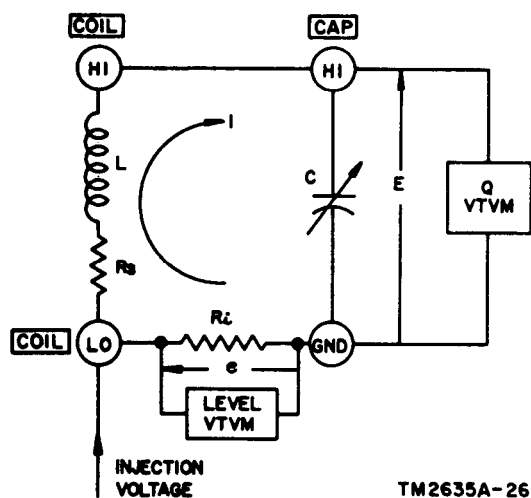 COIL
CAP
HI
HI
I
L
C
E
Q
VTVM
Rs
Ri
COIL
LO
GND
e
LEVEL
VTVM
INJECTION
VOLTAGE
TM2635A-26